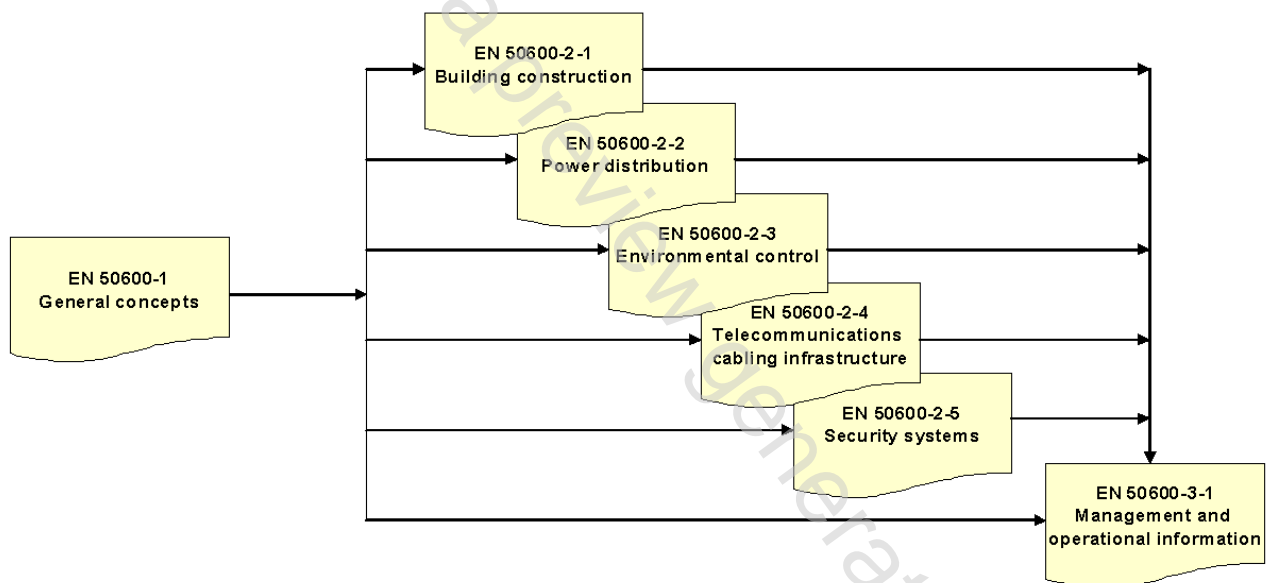 EN 50600-2-1
Building construction
EN 50600-2-2
Power distribution
EN 50600-2-3
Environmental control
EN 50600-1
General concepts
EN 50600-2-4
Telecommunications
cabling infrastructure
EN 50600-2-5
Security systems
EN 50600-3-1
Management and
operational information
a preview generat